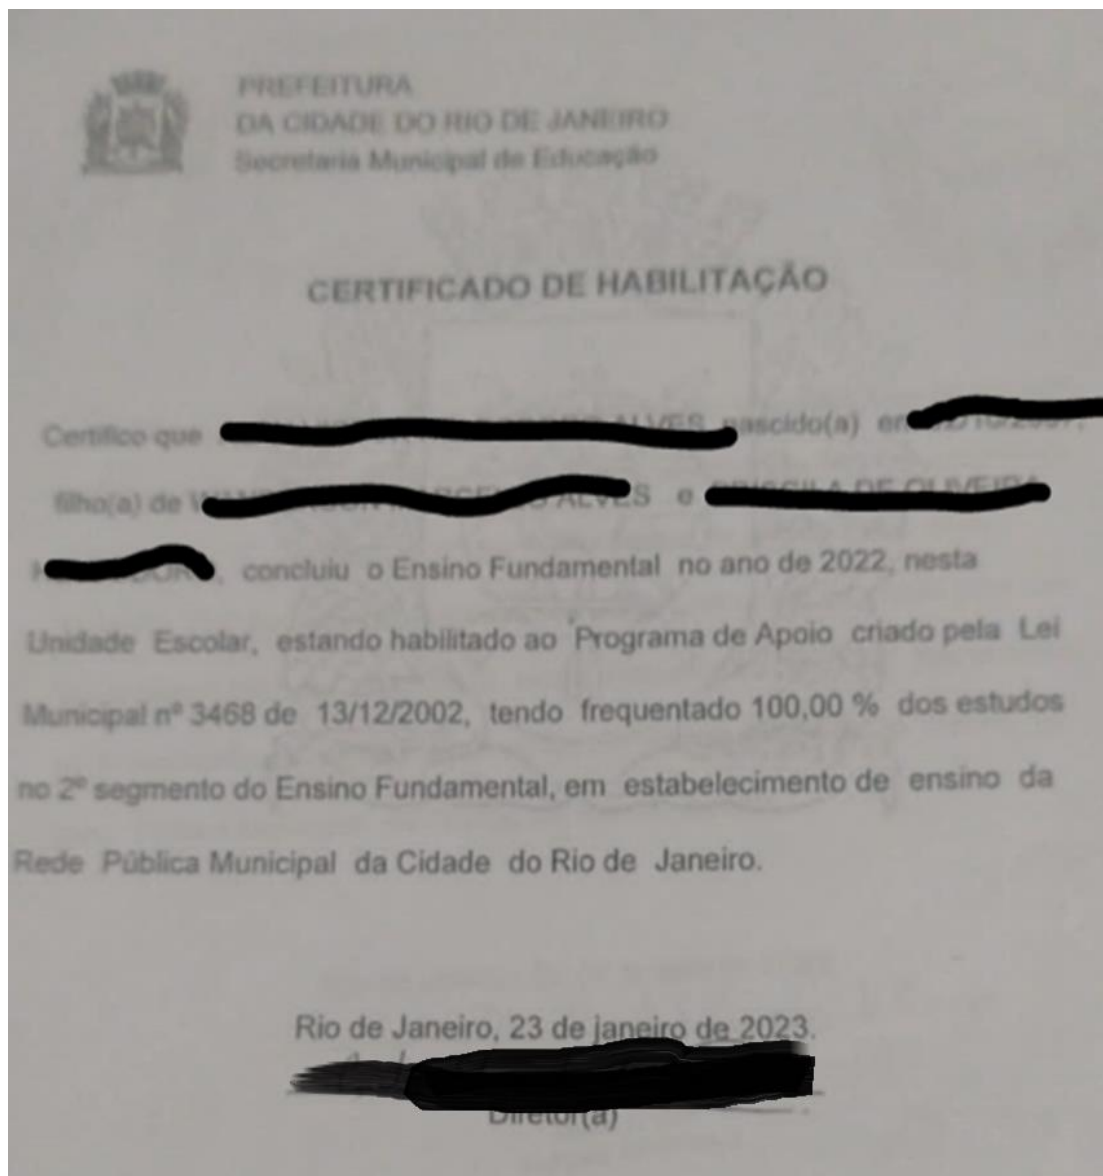 PREFEITURA
DA CIDADE DO RIO DE JANEIRO
Secretaria Municipal de Educação
CERTIFICADO DE HABILITAÇÃO
Certifico que nascido(a)
filho(a) de e
concluiu o Ensino Fundamental no ano de 2022, nesta
Unidade Escolar, estando habilitado ao Programa de Apoio criado pela Lei
Municipal nº 3468 de 13/12/2002, tendo frequentado 100,00 % dos estudos
no 2º segmento do Ensino Fundamental, em estabelecimento de ensino da
Rede Pública Municipal da Cidade do Rio de Janeiro.
Rio de Janeiro, 23 de janeiro de 2023.
Diretor(a)